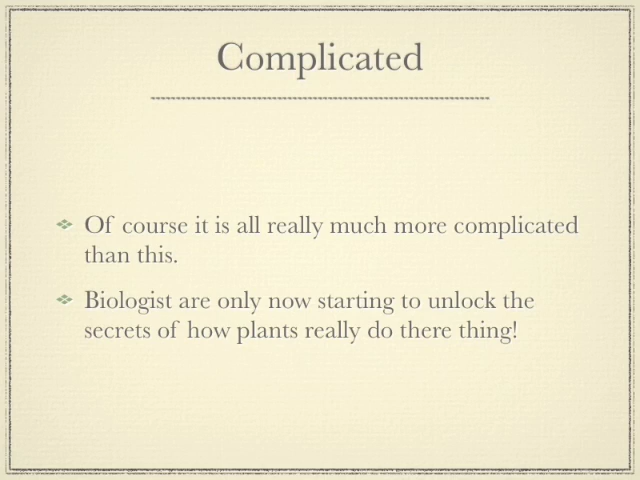 Complicated
Of course it is all really much more complicated
than this.
Biologist are only now starting to unlock the
secrets of how plants really do there thing!